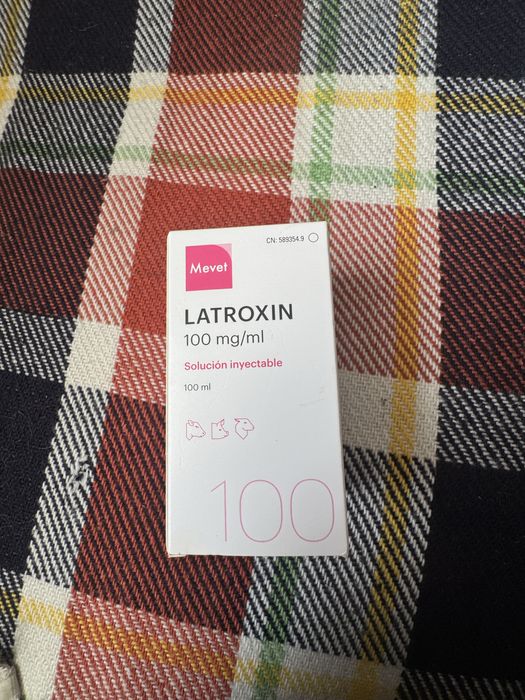 CN: 589354.9
Mevet
LATROXIN
100 mg/ml
Solución inyectable
100 ml
100